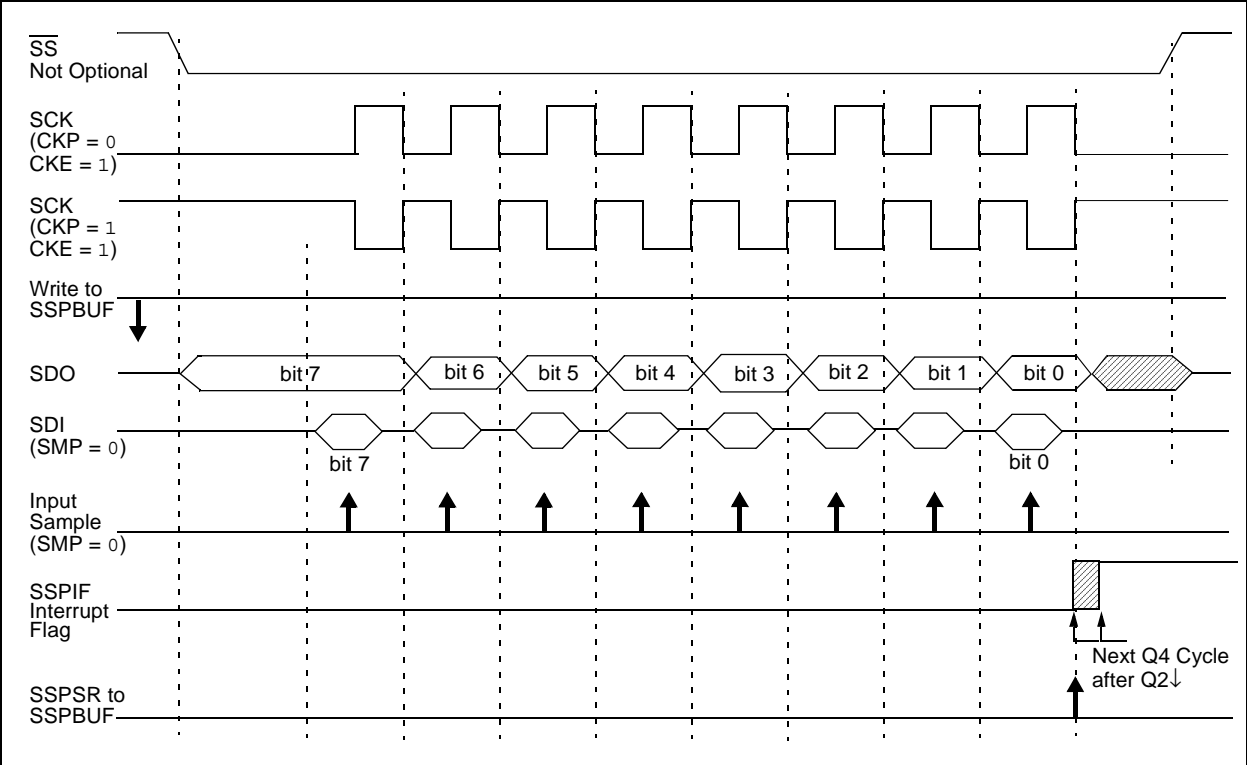 SS
Not Optional
SCK
(CKP = 0
CKE = 1)
SCK
(CKP = 1
CKE = 1)
Write to
SSPBUF
SDO
bit 7
bit 6
bit 5
bit 4
bit 3
bit 2
bit 1
bit 0
SDI
(SMP = 0)
bit 7
bit 0
Input
Sample
(SMP = 0)
SSPIF
Interrupt
Flag
Next Q4 Cycle
after Q2↓
SSPSR to
SSPBUF